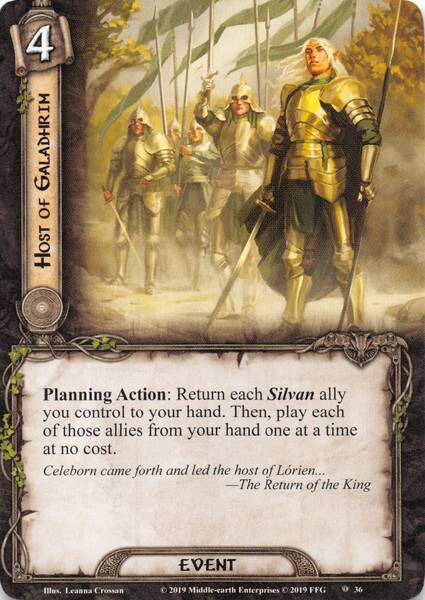 4
HOST OF GALADHRIM
Planning Action: Return each Silvan ally
you control to your hand. Then, play each
of those allies from your hand one at a time
at no cost.
Celeborn came forth and led the host of Lórien...
—The Return of the King
EVENT
Illus. Leanna Crossan © 2019 Middle-earth Enterprises © 2019 FFG 36